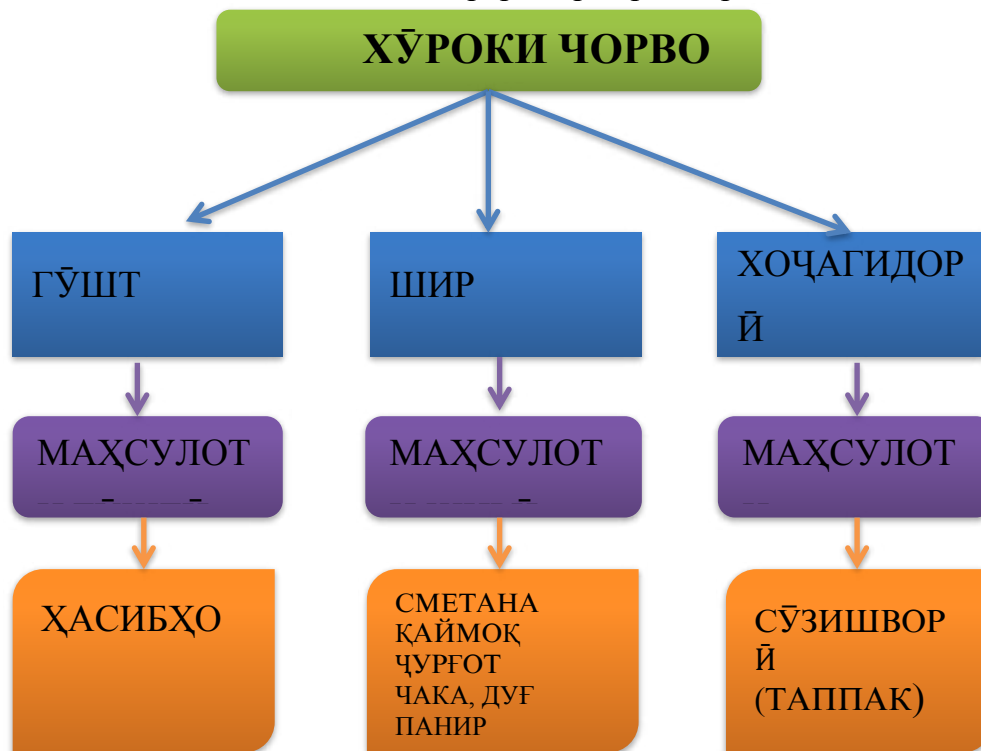 ХӮРОКИ ЧОРВО
ГӮШТ
ШИР
ХОҶАГИДОР
Ӣ
МАҲСУЛОТ
МАҲСУЛОТ
МАҲСУЛОТ
ҲАСИБҲО
СМЕТАНА
ҚАЙМОҚ
ҶУРҒОТ
ЧАКА, ДУҒ
ПАНИР
СӮЗИШВОР
Ӣ
(ТАППАК)